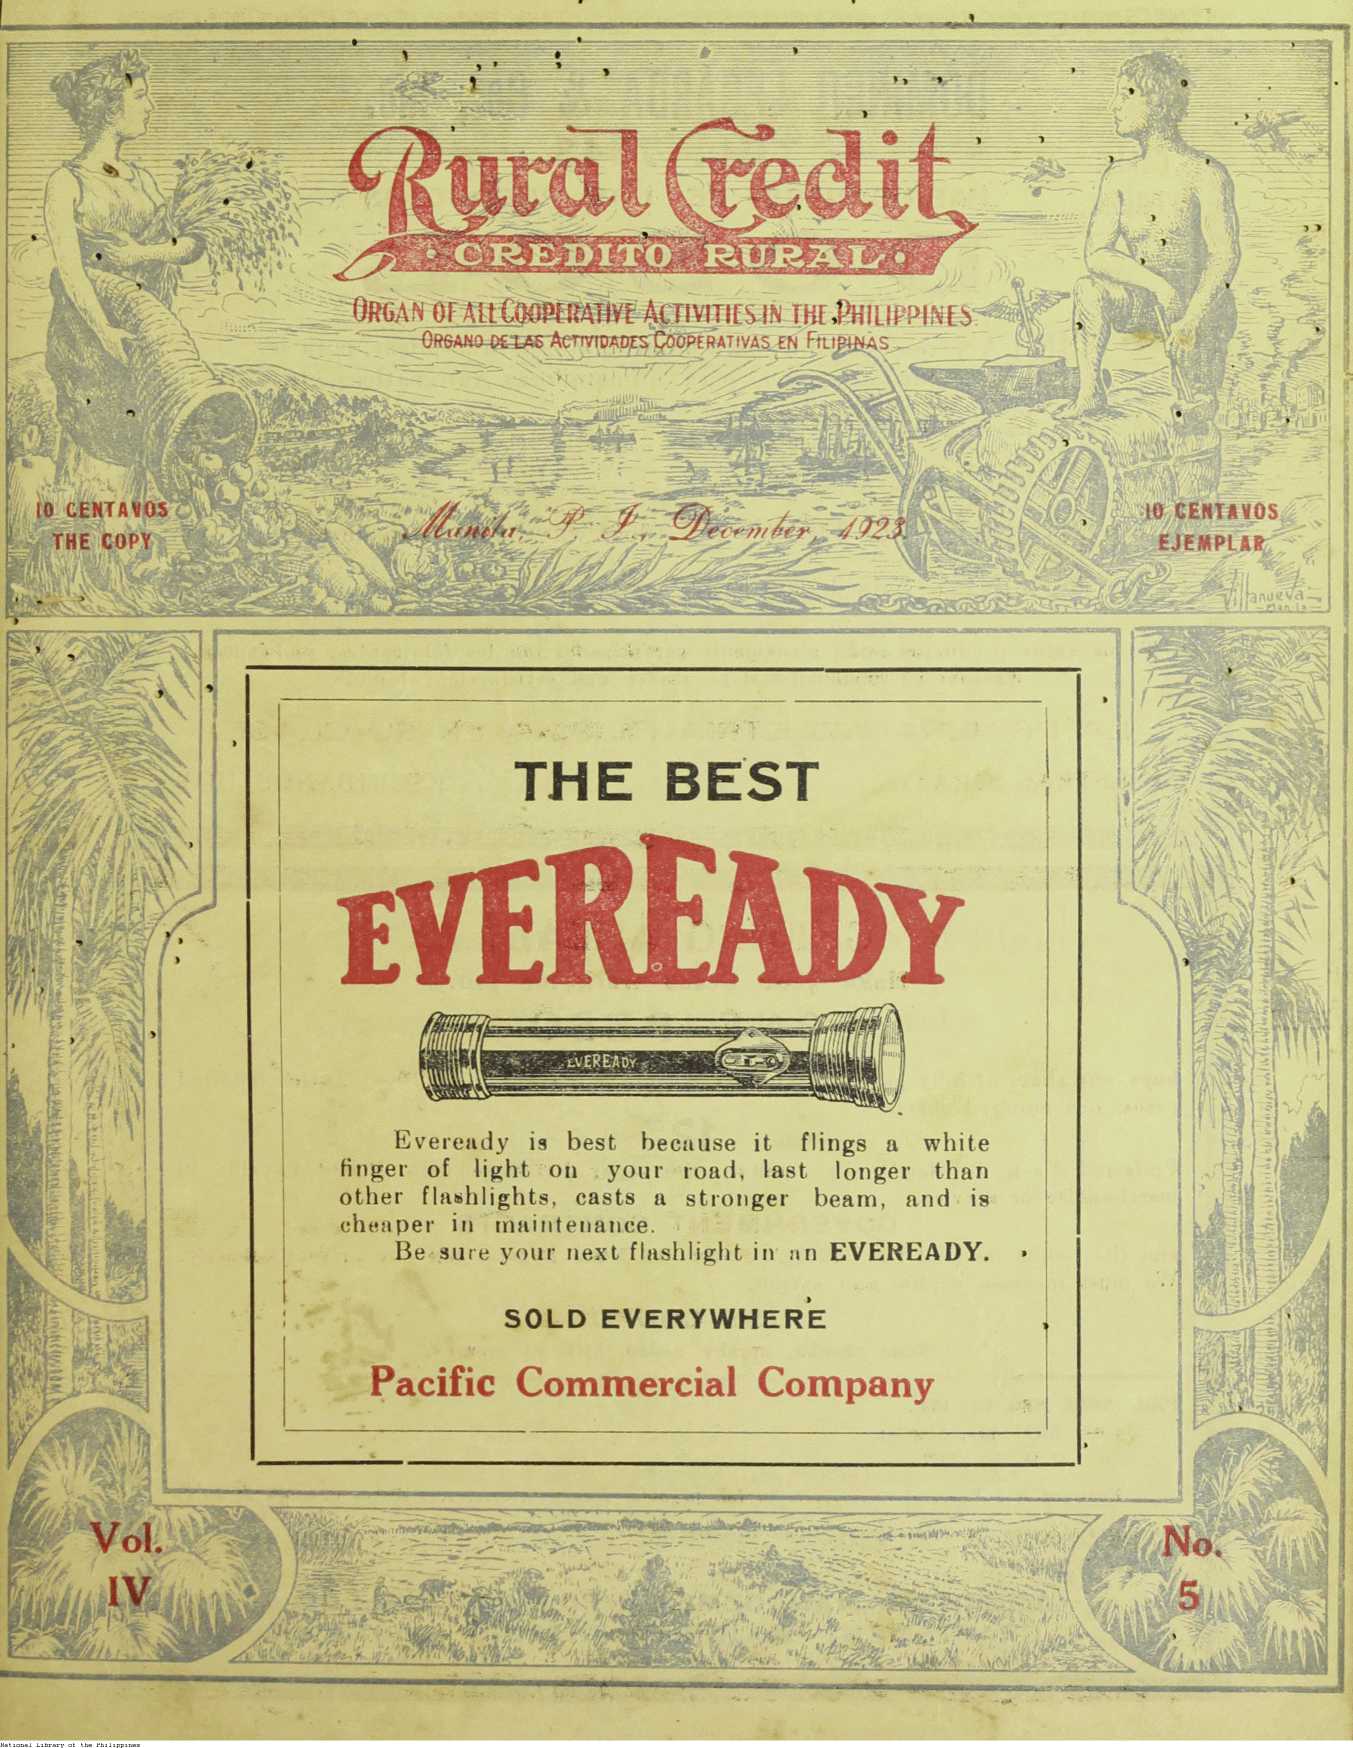 Rural Credit
CREDITO RURAL
ORGAN OF ALL COOPERATIVE ACTIVITIES IN THE PHILIPPINES
ORGANO DE LAS ACTIVIDADES COOPERATIVAS EN FILIPINAS
10 CENTAVOS
THE COPY
Manila, P. I., December, 1923
10 CENTAVOS
EJEMPLAR
Villanueva
Manila
THE BEST
EVEREADY
EVEREADY
Eveready is best because it flings a white
finger of light on your road, last longer than
other flashlights, casts a stronger beam, and is
cheaper in maintenance.
Be sure your next flashlight in an EVEREADY.
SOLD EVERYWHERE
Pacific Commercial Company
Vol.
IV
No.
5
National Library of the Philippines